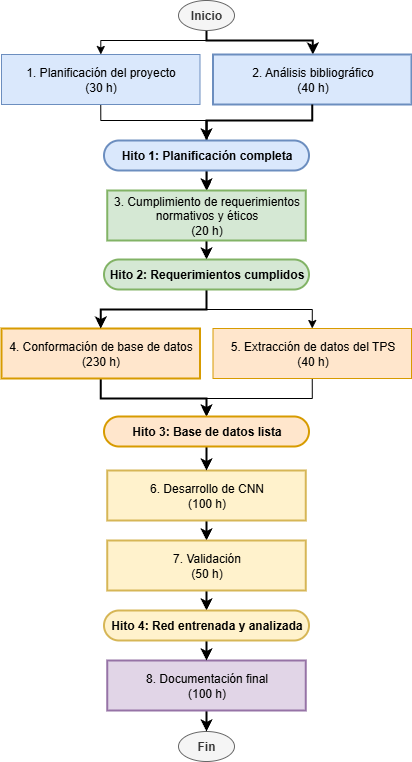 Inicio
1. Planificación del proyecto
(30 h)
2. Análisis bibliográfico
(40 h)
Hito 1: Planificación completa
3. Cumplimiento de requerimientos
normativos y éticos
(20 h)
Hito 2: Requerimientos cumplidos
4. Conformación de base de datos
(230 h)
5. Extracción de datos del TPS
(40 h)
Hito 3: Base de datos lista
6. Desarrollo de CNN
(100 h)
7. Validación
(50 h)
Hito 4: Red entrenada y analizada
8. Documentación final
(100 h)
Fin